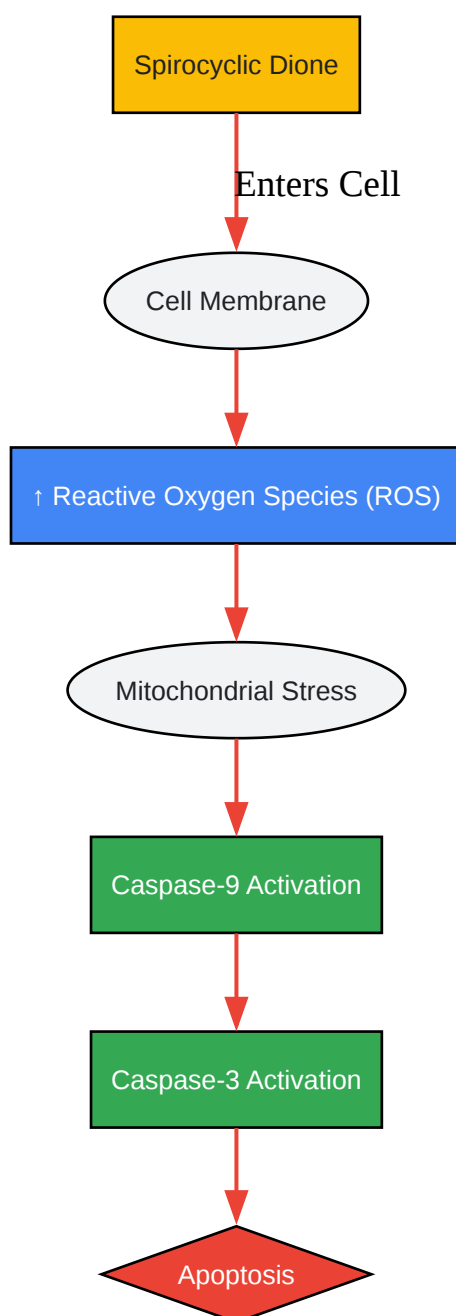 Spirocyclic Dione
Enters Cell
Cell Membrane
↑ Reactive Oxygen Species (ROS)
Mitochondrial Stress
Caspase-9 Activation
Caspase-3 Activation
Apoptosis